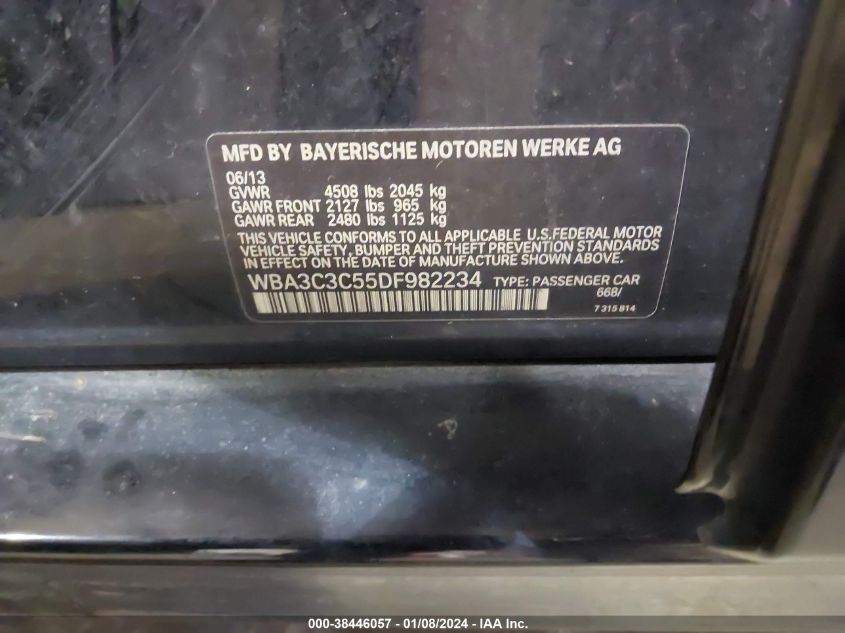 MFD BY BAYERISCHE MOTOREN WERKE AG
06/13
GVWR 4508 lbs 2045 kg
GAWR FRONT 2127 lbs 965 kg
GAWR REAR 2480 lbs 1125 kg
THIS VEHICLE CONFORMS TO ALL APPLICABLE U.S.FEDERAL MOTOR
VEHICLE SAFETY, BUMPER AND THEFT PREVENTION STANDARDS
IN EFFECT ON THE DATE OF MANUFACTURE SHOWN ABOVE.
WBA3C3C55DF982234 TYPE: PASSENGER CAR
668/
7 315 814
000-38446057 - 01/08/2024 - IAA Inc.